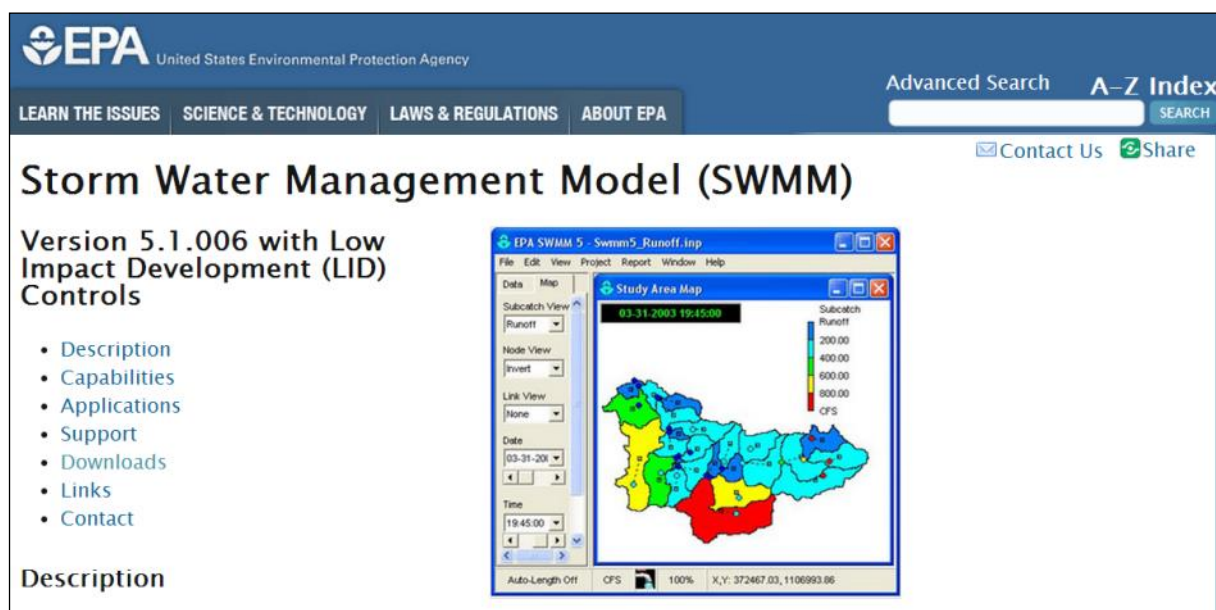 EPA United States Environmental Protection Agency
Advanced Search A-Z Index
LEARN THE ISSUES SCIENCE & TECHNOLOGY LAWS & REGULATIONS ABOUT EPA
SEARCH
Contact Us Share
Storm Water Management Model (SWMM)
Version 5.1.006 with Low
Impact Development (LID)
Controls
• Description
• Capabilities
• Applications
• Support
• Downloads
• Links
• Contact
Description
EPA SWMM 5 - Swmm5_Runoff.inp
File Edit View Project Report Window Help
Data Map
Subcatch View
Runoff
Node View
Invert
Link View
None
Date
03-31-200
Time
19:45:00
Study Area Map
03-31-2003 19:45:00
Subcatch
Runoff
200.00
400.00
600.00
800.00
CFS
Auto-Length Off CFS 100% X,Y: 372467.03, 1106993.86